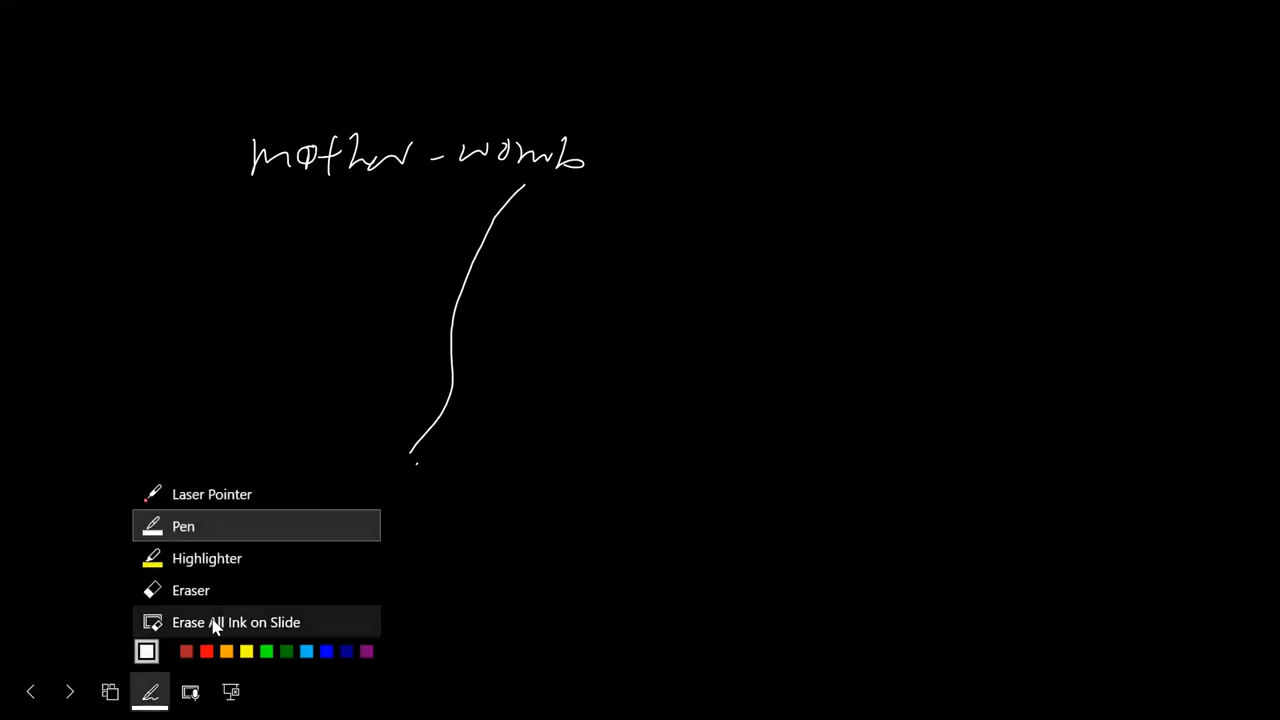 mother - womb
Laser Pointer
Pen
Highlighter
Eraser
Erase All Ink on Slide